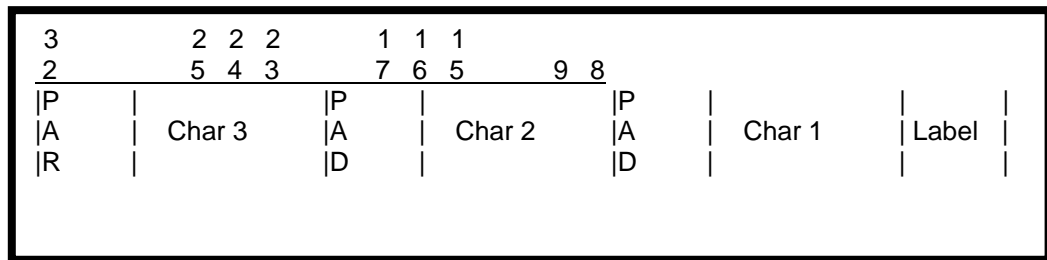 3 2 2 2 1 1 1
2 5 4 3 7 6 5 9 8
|P | |P | |P | | |
|A | Char 3 |A | Char 2 |A | Char 1 | Label |
|R | |D | |D | | |